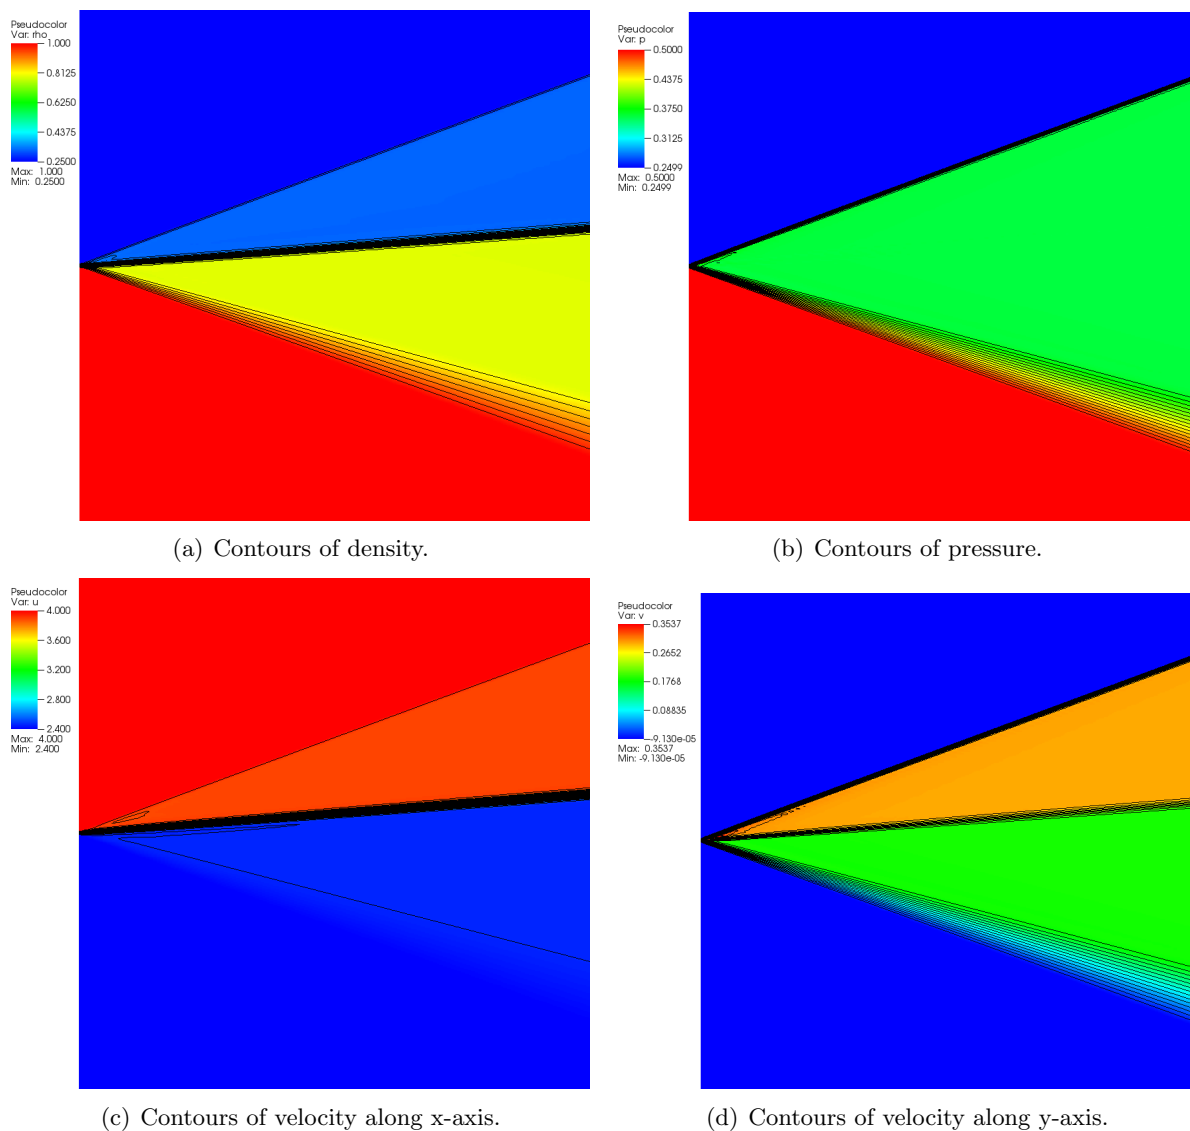 Pseudocolor
Var: rho
1.000
0.8125
0.6250
0.4375
0.2500
Max: 1.000
Min: 0.2500
Pseudocolor
Var: p
0.5000
0.4375
0.3750
0.3125
0.2499
Max: 0.5000
Min: 0.2499
(a) Contours of density.
(b) Contours of pressure.
Pseudocolor
Var: u
4.000
3.600
3.200
2.800
2.400
Max: 4.000
Min: 2.400
Pseudocolor
Var: v
0.3537
0.2652
0.1768
0.08835
-9.130e-05
Max: 0.3537
Min: -9.130e-05
(c) Contours of velocity along x-axis.
(d) Contours of velocity along y-axis.